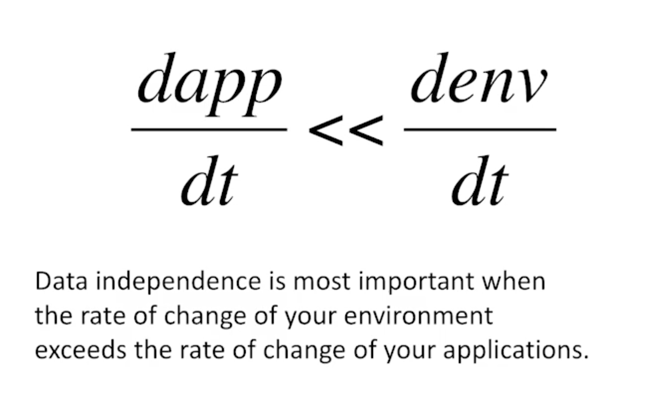 dapp/dt << denv/dt
Data independence is most important when
the rate of change of your environment
exceeds the rate of change of your applications.